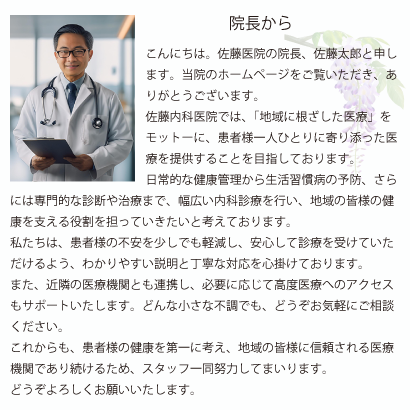 院長から
こんにちは。佐藤医院の院長、佐藤太郎と申し
ます。当院のホームページをご覧いただき、あ
りがとうございます。
佐藤内科医院では、「地域に根ざした医療」を
モットーに、患者様一人ひとりに寄り添った医
療を提供することを目指しております。
日常的な健康管理から生活習慣病の予防、さら
には専門的な診断や治療まで、幅広い内科診療を行い、地域の皆様の健
康を支える役割を担っていきたいと考えております。
私たちは、患者様の不安を少しでも軽減し、安心して診療を受けていた
だけるよう、わかりやすい説明と丁寧な対応を心掛けております。
また、近隣の医療機関とも連携し、必要に応じて高度医療へのアクセス
もサポートいたします。どんな小さな不調でも、どうぞお気軽にご相談
ください。
これからも、患者様の健康を第一に考え、地域の皆様に信頼される医療
機関であり続けるため、スタッフ一同努力してまいります。
どうぞよろしくお願いいたします。